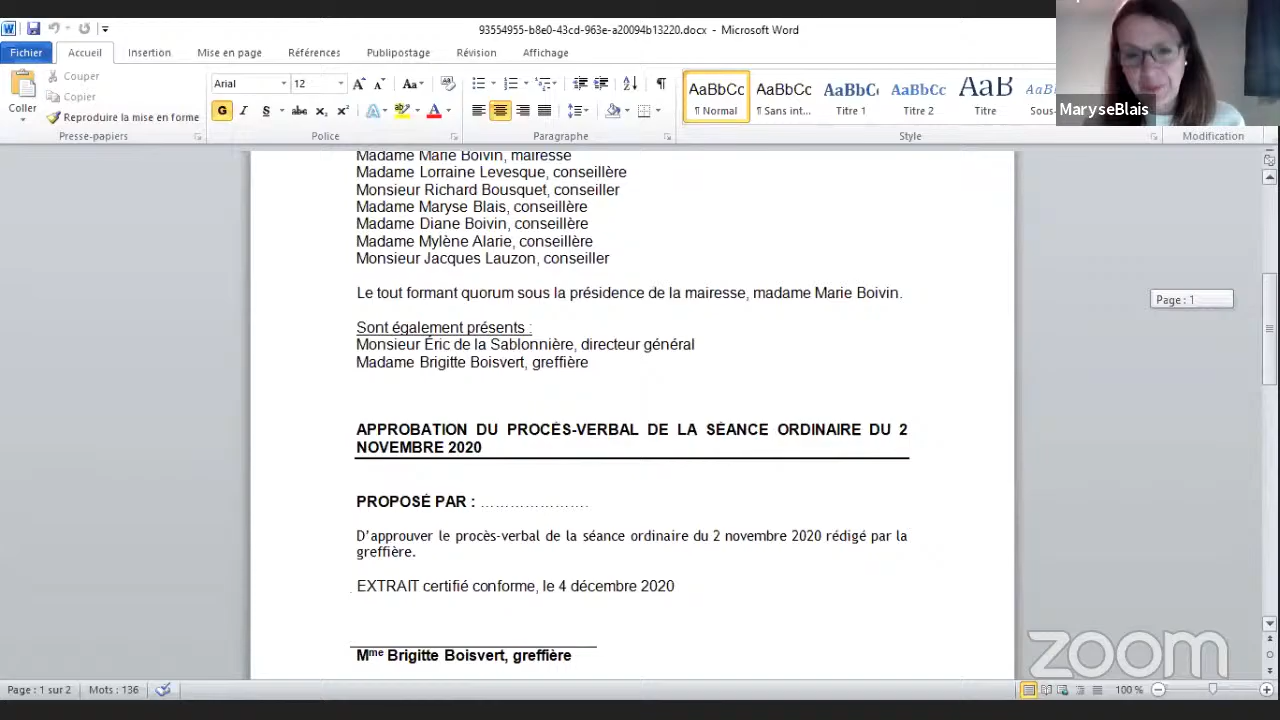 93554955-b8e0-43cd-963e-a20094b13220.docx - Microsoft Word
Fichier Accueil Insertion Mise en page Références Publipostage Révision Affichage
Couper
Copier
Coller
Reproduire la mise en forme
Presse-papiers
Arial 12
Police
Paragraphe
AaBbCc AaBbCc AaBbC AaBbCc AaB
¶ Normal ¶ Sans int... Titre 1 Titre 2 Titre Sous-
Style
Modification
MaryseBlais
Madame Marie Boivin, mairesse
Madame Lorraine Levesque, conseillère
Monsieur Richard Bousquet, conseiller
Madame Maryse Blais, conseillère
Madame Diane Boivin, conseillère
Madame Mylène Alarie, conseillère
Monsieur Jacques Lauzon, conseiller
Le tout formant quorum sous la présidence de la mairesse, madame Marie Boivin.
Page : 1
Sont également présents :
Monsieur Éric de la Sablonnière, directeur général
Madame Brigitte Boisvert, greffière
APPROBATION DU PROCÈS-VERBAL DE LA SÉANCE ORDINAIRE DU 2
NOVEMBRE 2020
PROPOSÉ PAR : ………………….
D'approuver le procès-verbal de la séance ordinaire du 2 novembre 2020 rédigé par la
greffière.
EXTRAIT certifié conforme, le 4 décembre 2020
Mme Brigitte Boisvert, greffière
zoom
Page : 1 sur 2 Mots : 136 100 %